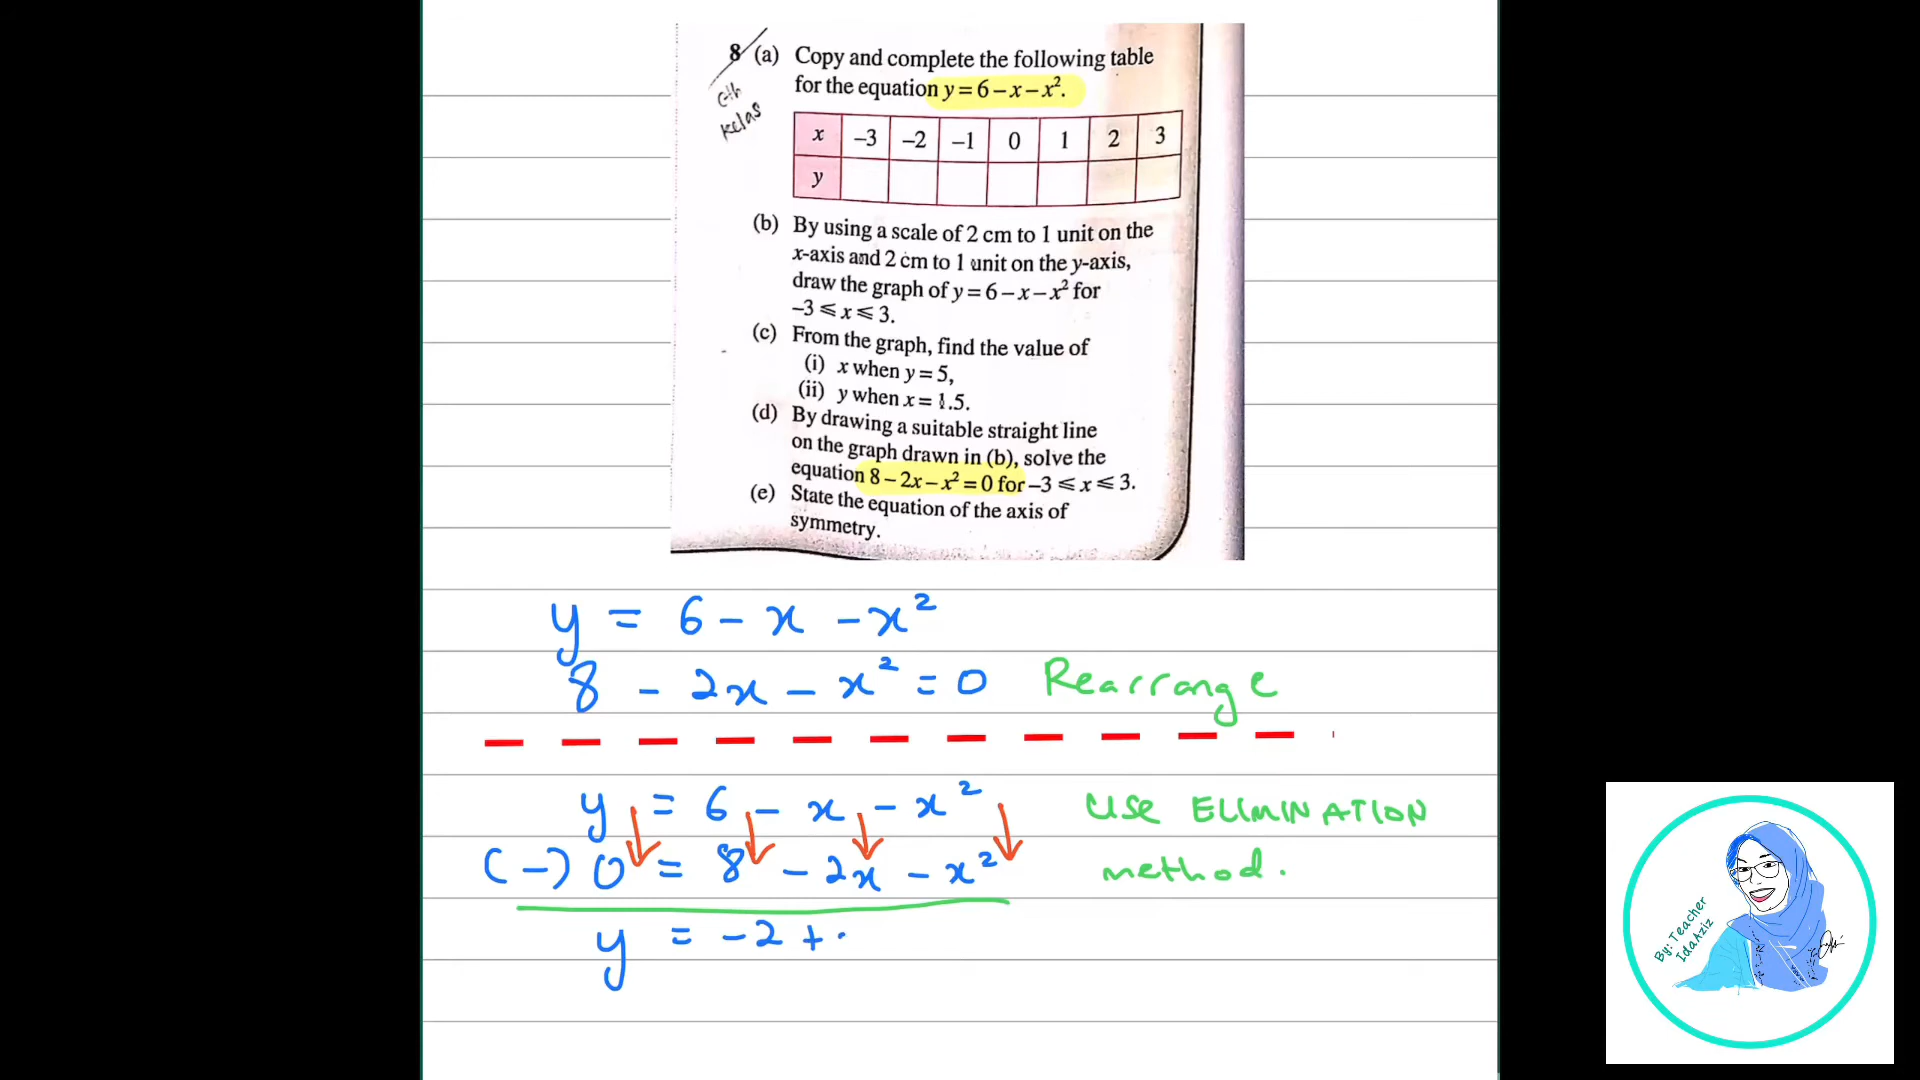 8 (a) Copy and complete the following table
for the equation y = 6 – x – x².
cth
kelas
x –3 –2 –1 0 1 2 3
y
(b) By using a scale of 2 cm to 1 unit on the
x-axis and 2 cm to 1 unit on the y-axis,
draw the graph of y = 6 – x – x² for
–3 ⩽ x ⩽ 3.
(c) From the graph, find the value of
(i) x when y = 5,
(ii) y when x = 1.5.
(d) By drawing a suitable straight line
on the graph drawn in (b), solve the
equation 8 – 2x – x² = 0 for –3 ⩽ x ⩽ 3.
(e) State the equation of the axis of
symmetry.
y = 6 - x - x²
8 - 2x - x² = 0 Rearrange
y = 6 - x - x² USE ELIMINATION
(-) 0 = 8 - 2x - x² method.
y = -2 +
By: Teacher
IdaAziz